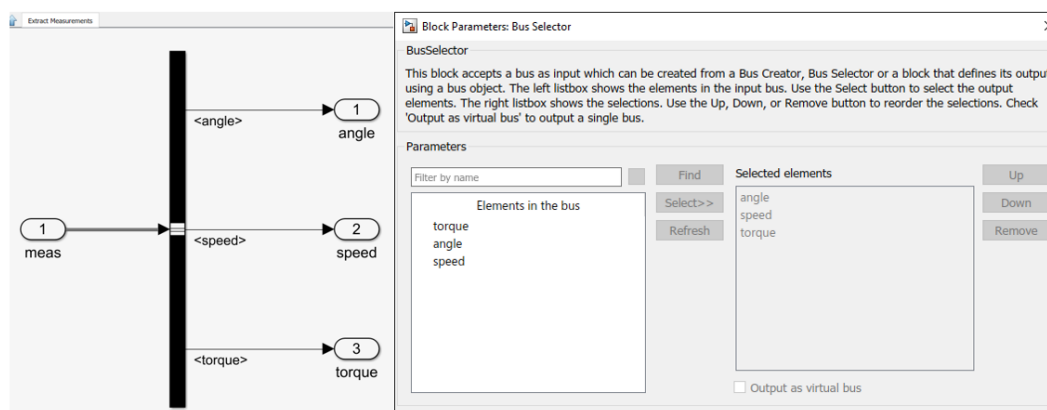 Extract Measurements
1
meas
<angle>
1
angle
<speed>
2
speed
<torque>
3
torque
Block Parameters: Bus Selector
BusSelector
This block accepts a bus as input which can be created from a Bus Creator, Bus Selector or a block that defines its outpu
using a bus object. The left listbox shows the elements in the input bus. Use the Select button to select the output
elements. The right listbox shows the selections. Use the Up, Down, or Remove button to reorder the selections. Check
'Output as virtual bus' to output a single bus.
Parameters
Filter by name
Find
Selected elements
Up
Elements in the bus
Select>>
Down
Refresh
Remove
torque
angle
speed
angle
speed
torque
Output as virtual bus